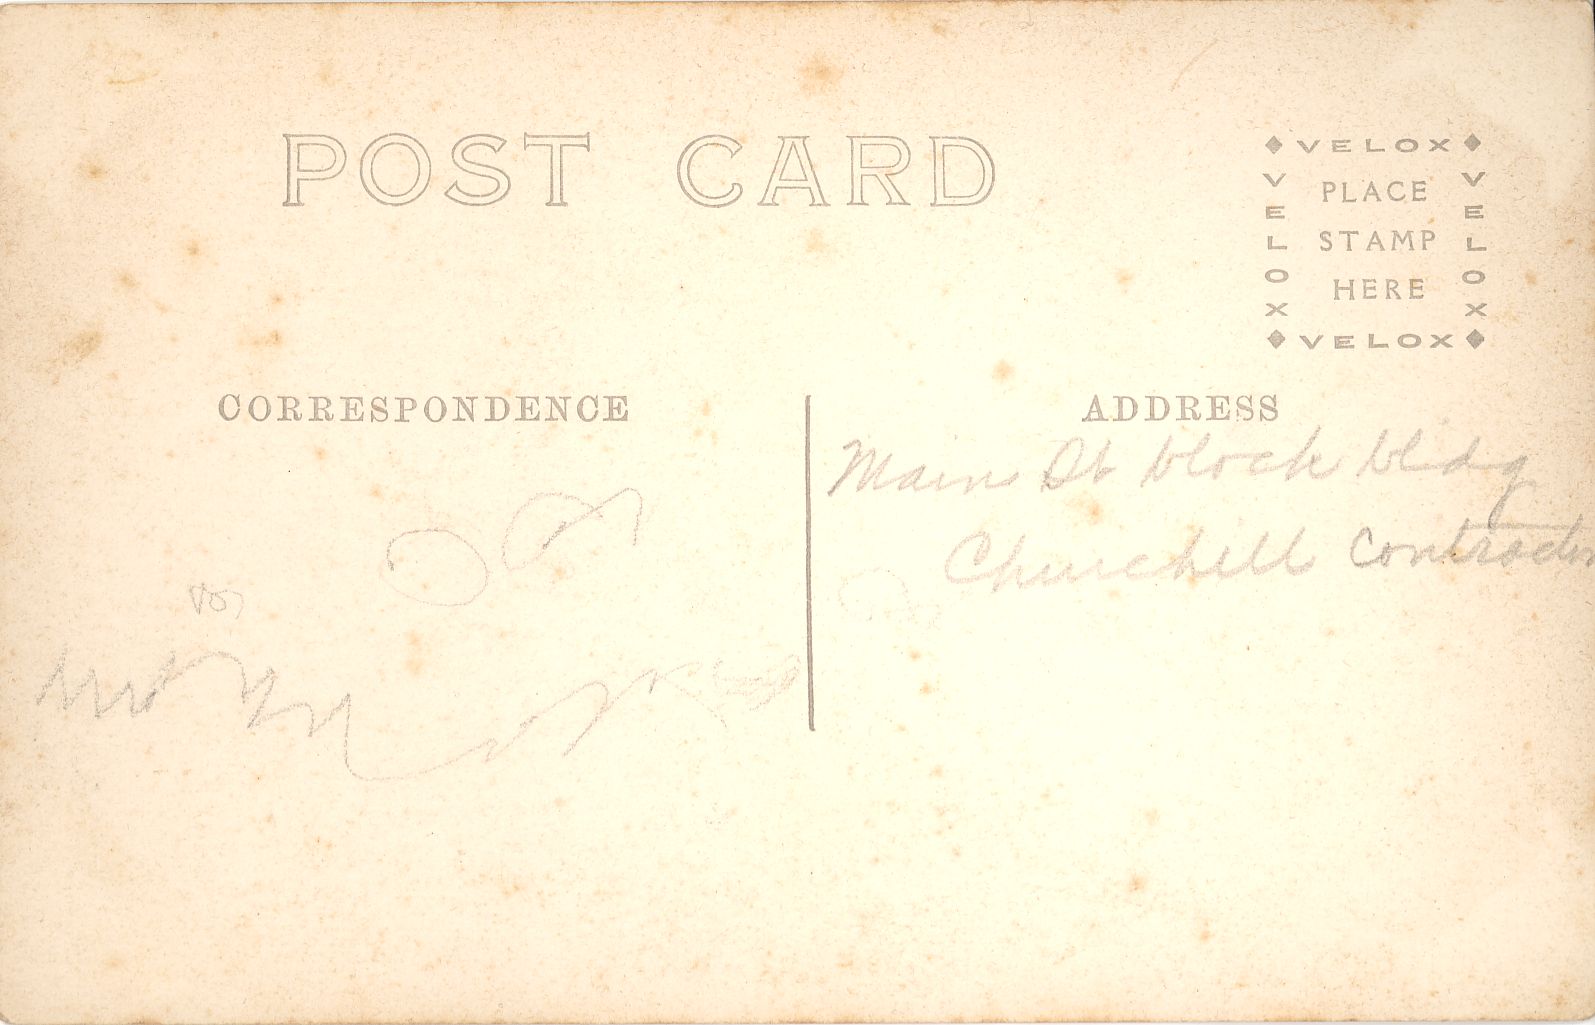 POST CARD
VELOX
VELOX
VELOX
VELOX
PLACE
STAMP
HERE
CORRESPONDENCE
ADDRESS
Main St block bldg
Churchill Contractor